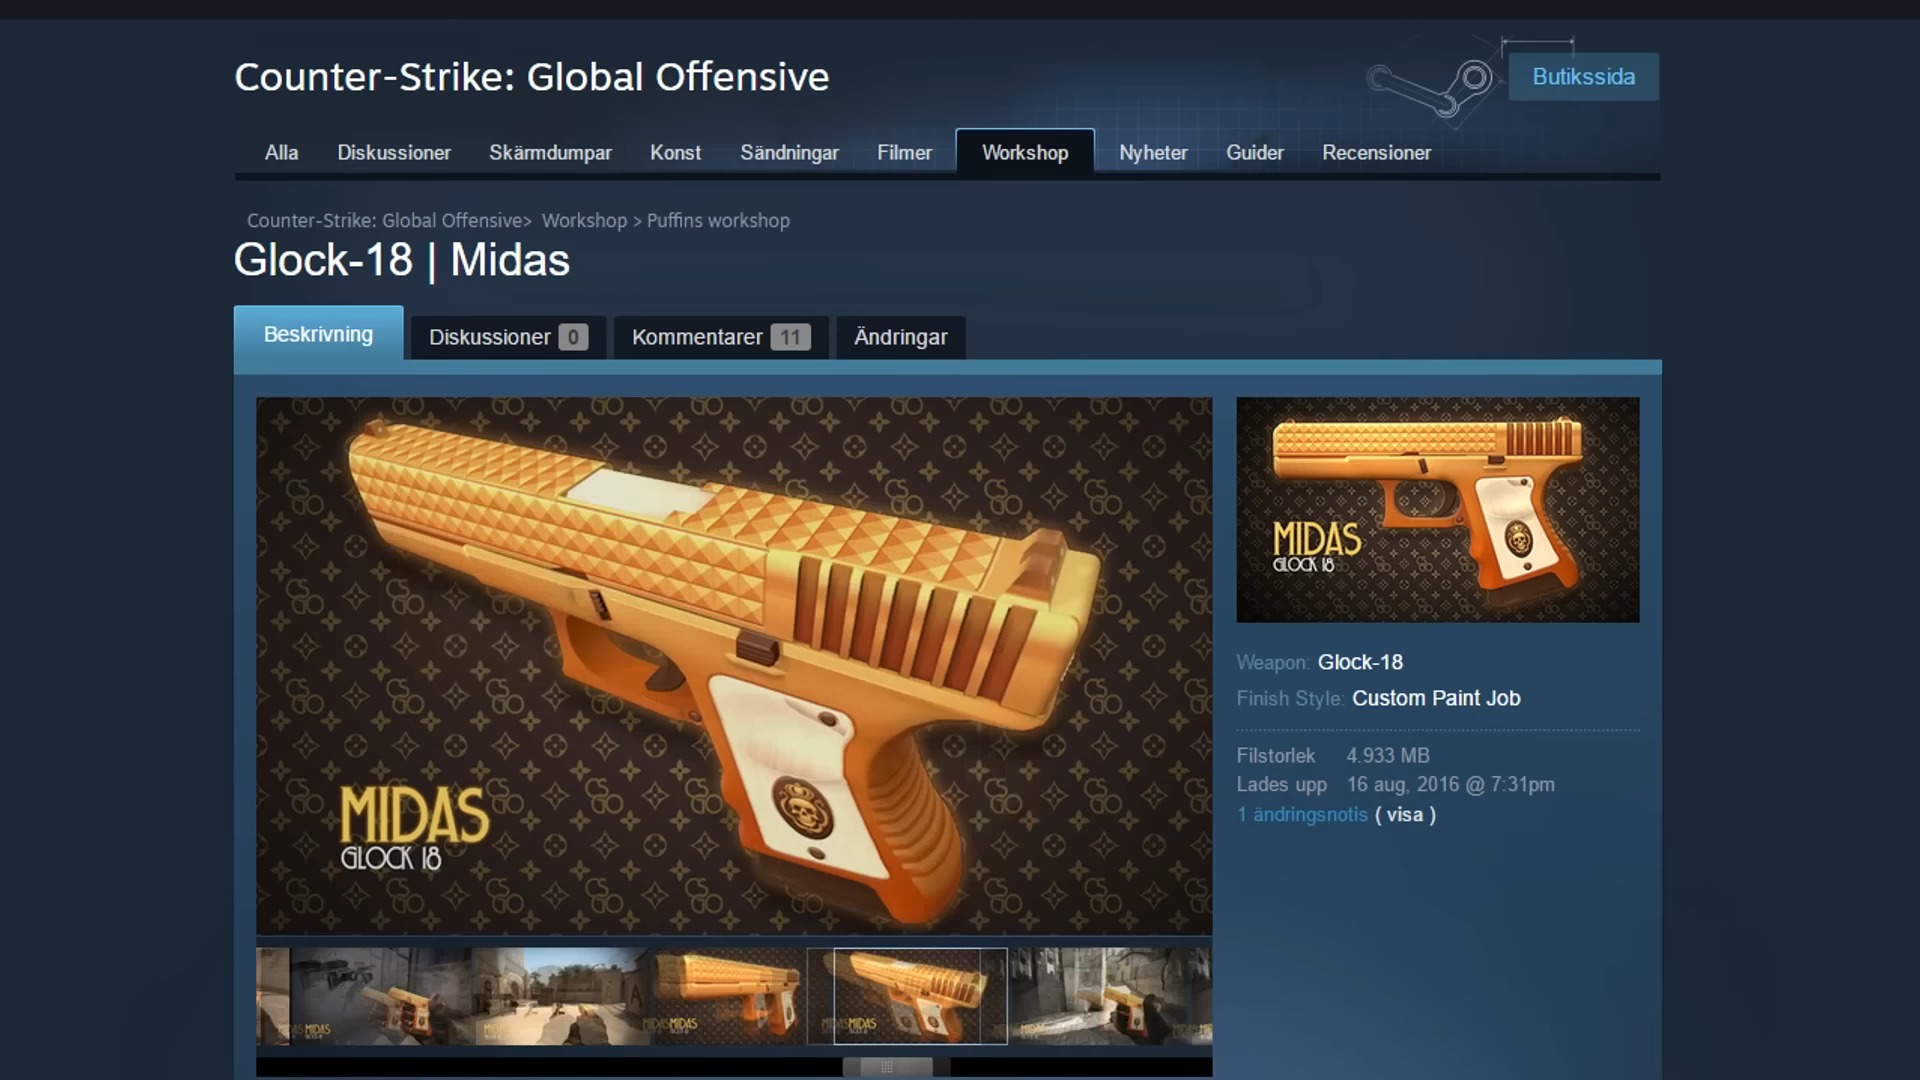 Counter-Strike: Global Offensive
Butikssida
Alla Diskussioner Skärmdumpar Konst Sändningar Filmer Workshop Nyheter Guider Recensioner
Counter-Strike: Global Offensive> Workshop > Puffins workshop
Glock-18 | Midas
Beskrivning Diskussioner 0 Kommentarer 11 Ändringar
MIDAS
GLOCK 18
MIDAS
GLOCK 18
Weapon: Glock-18
Finish Style: Custom Paint Job
Filstorlek 4.933 MB
Lades upp 16 aug, 2016 @ 7:31pm
1 ändringsnotis ( visa )